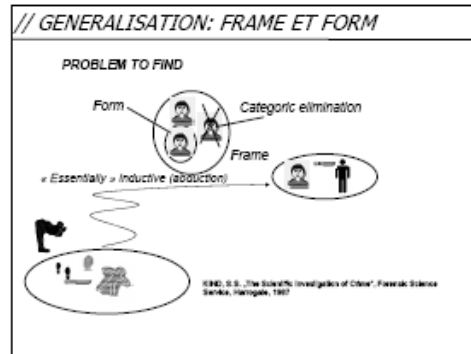 // GENERALISATION: FRAME ET FORM
PROBLEM TO FIND
Form
Categoric elimination
Frame
« Essentially » Inductive (abduction)
KIND, S.S. „The Scientific Investigation of Crime", Forensic Science
Service, Harrogate, 1987